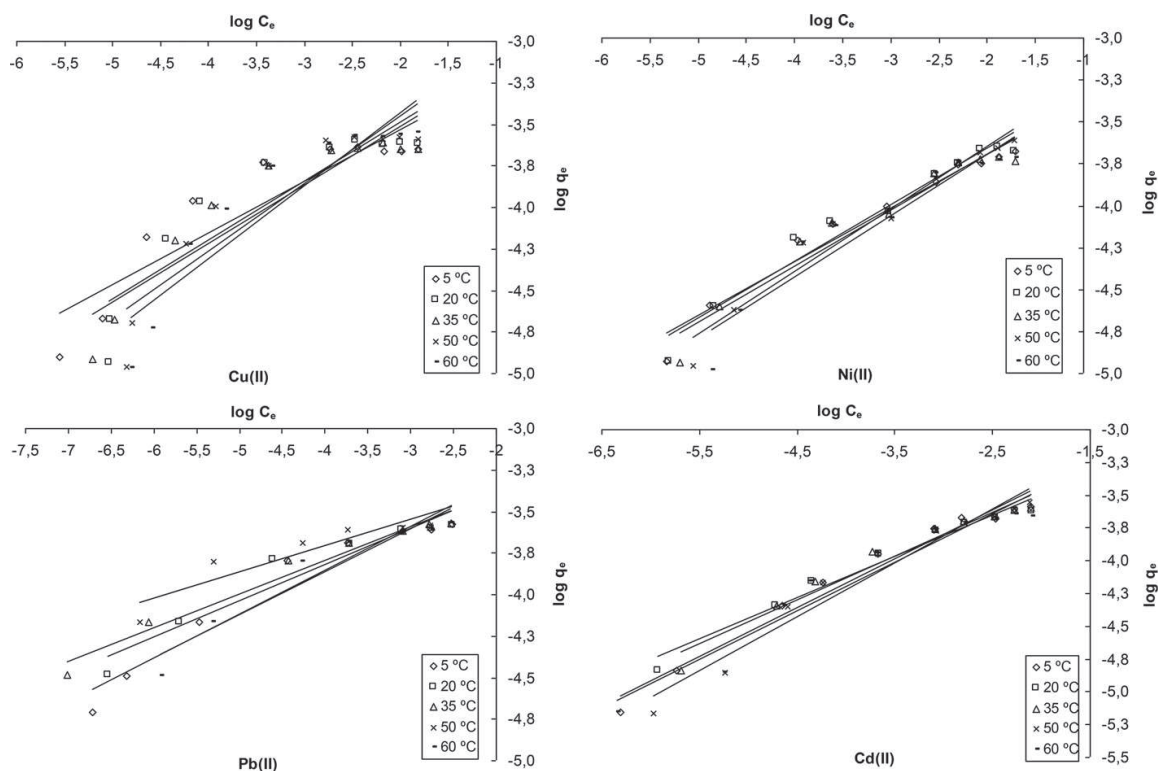 log Cₑ
-6 -5,5 -5 -4,5 -4 -3,5 -3 -2,5 -2 -1,5 -1
-3,0
-3,3
-3,5
-3,8
-4,0
-4,3
-4,5
-4,8
-5,0
log qₑ
5 ºC
20 ºC
35 ºC
50 ºC
60 ºC
Cu(II)
log Cₑ
-6 -5,5 -5 -4,5 -4 -3,5 -3 -2,5 -2 -1,5 -1
-3,0
-3,3
-3,5
-3,8
-4,0
-4,3
-4,5
-4,8
-5,0
log qₑ
5 ºC
20 ºC
35 ºC
50 ºC
60 ºC
Ni(II)
log Cₑ
-7,5 -7 -6,5 -6 -5,5 -5 -4,5 -4 -3,5 -3 -2,5 -2
-3,0
-3,3
-3,5
-3,8
-4,0
-4,3
-4,5
-4,8
-5,0
log qₑ
5 ºC
20 ºC
35 ºC
50 ºC
60 ºC
Pb(II)
log Cₑ
-6,5 -5,5 -4,5 -3,5 -2,5 -1,5
-3,0
-3,3
-3,5
-3,8
-4,0
-4,3
-4,5
-4,8
-5,0
-5,3
-5,5
log qₑ
5 ºC
20 ºC
35 ºC
50 ºC
60 ºC
Cd(II)